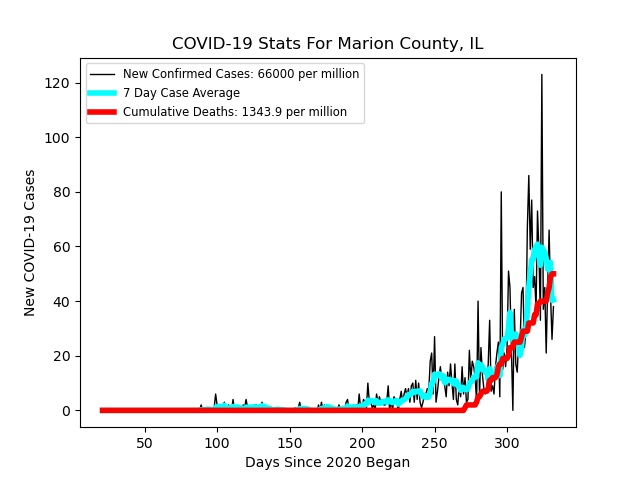 COVID-19 Stats For Marion County, IL
New Confirmed Cases: 66000 per million
7 Day Case Average
Cumulative Deaths: 1343.9 per million
120
100
80
60
40
20
0
New COVID-19 Cases
50 100 150 200 250 300
Days Since 2020 Began